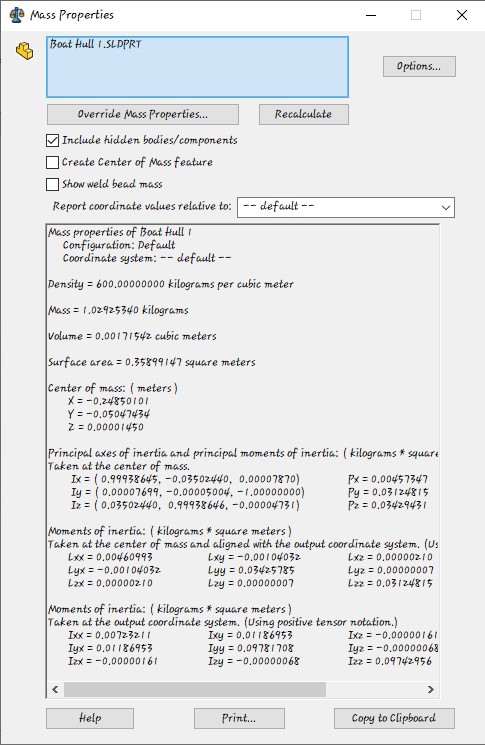 Mass Properties
Boat Hull 1.SLDPRT
Options...
Override Mass Properties...
Recalculate
Include hidden bodies/components
Create Center of Mass feature
Show weld bead mass
Report coordinate values relative to:
-- default --
Mass properties of Boat Hull 1
Configuration: Default
Coordinate system: -- default --
Density = 600.00000000 kilograms per cubic meter
Mass = 1.02925340 kilograms
Volume = 0.00171542 cubic meters
Surface area = 0.35899147 square meters
Center of mass: ( meters )
X = -0.24850101
Y = -0.05047434
Z = 0.00001450
Principal axes of inertia and principal moments of inertia: ( kilograms * square
Taken at the center of mass.
Ix = ( 0.99938645, -0.03502440, 0.00007870) Px = 0.00457347
Iy = ( 0.00007699, -0.00005004, -1.00000000) Py = 0.03124815
Iz = ( 0.03502440, 0.99938646, -0.00004731) Pz = 0.03429431
Moments of inertia: ( kilograms * square meters )
Taken at the center of mass and aligned with the output coordinate system. (Us
Lxx = 0.00460993 Lxy = -0.00104032 Lxz = 0.00000210
Lyx = -0.00104032 Lyy = 0.03425785 Lyz = 0.00000007
Lzx = 0.00000210 Lzy = 0.00000007 Lzz = 0.03124815
Moments of inertia: ( kilograms * square meters )
Taken at the output coordinate system. (Using positive tensor notation.)
Ixx = 0.00723211 Ixy = 0.01186953 Ixz = -0.00000161
Iyx = 0.01186953 Iyy = 0.09781708 Iyz = -0.00000068
Izx = -0.00000161 Izy = -0.00000068 Izz = 0.09742956
Help
Print...
Copy to Clipboard